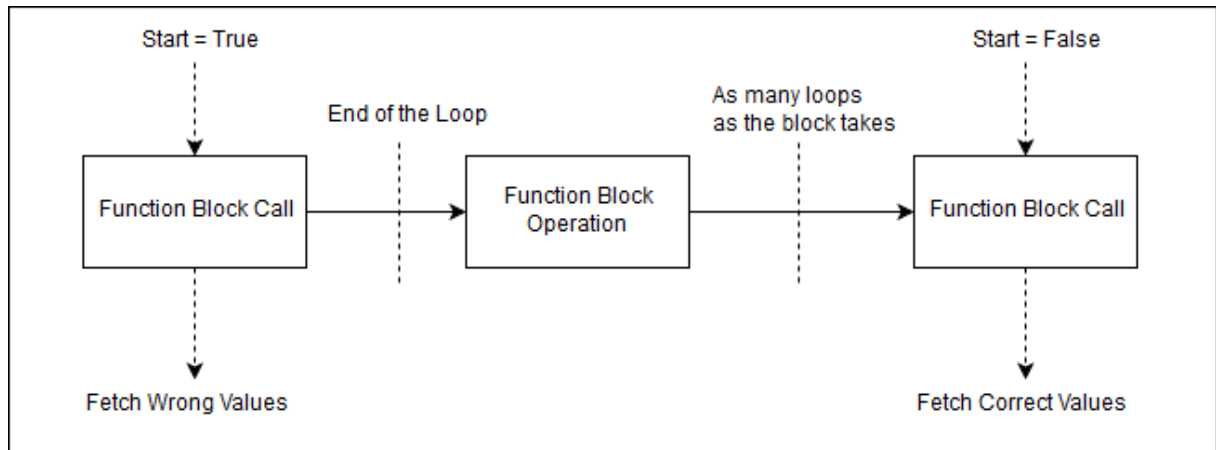 Start = True
Start = False
End of the Loop
As many loops
as the block takes
Function Block Call
Function Block
Operation
Function Block Call
Fetch Wrong Values
Fetch Correct Values